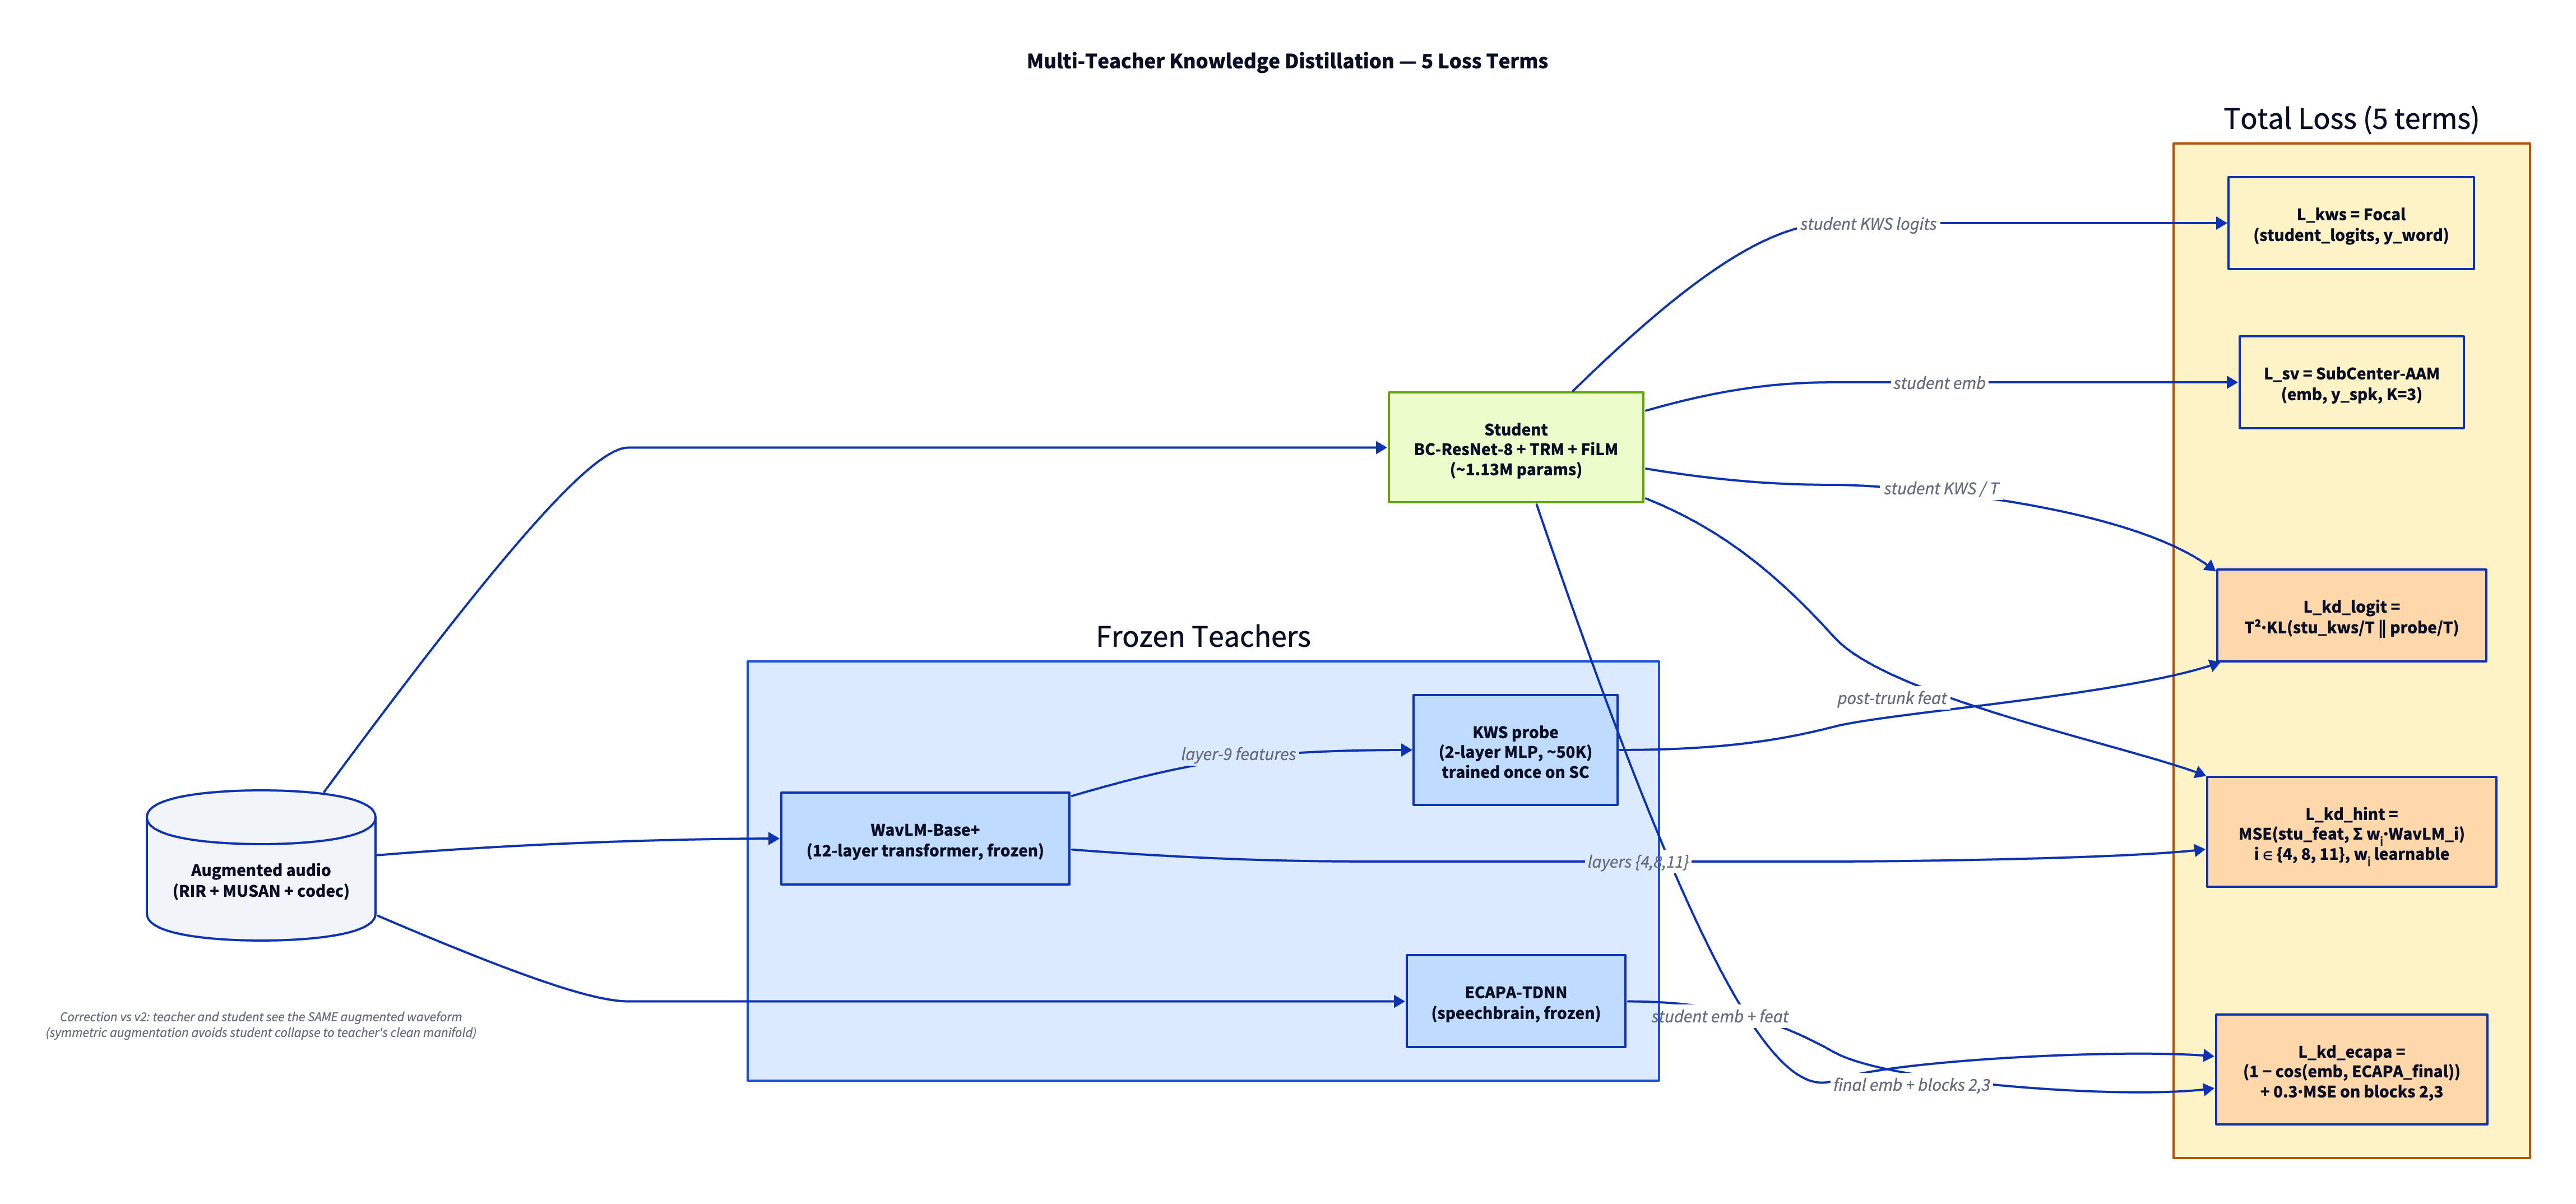 Multi-Teacher Knowledge Distillation — 5 Loss Terms
Total Loss (5 terms)
student KWS logits
L_kws = Focal
(student_logits, y_word)
student emb
L_sv = SubCenter-AAM
(emb, y_spk, K=3)
Student
BC-ResNet-8 + TRM + FiLM
(~1.13M params)
student KWS / T
L_kd_logit =
T²·KL(stu_kws/T ‖ probe/T)
Frozen Teachers
post-trunk feat
KWS probe
(2-layer MLP, ~50K)
trained once on SC
layer-9 features
WavLM-Base+
(12-layer transformer, frozen)
layers {4,8,11}
L_kd_hint =
MSE(stu_feat, Σ w_i·WavLM_i)
i ∈ {4, 8, 11}, w_i learnable
Augmented audio
(RIR + MUSAN + codec)
ECAPA-TDNN
(speechbrain, frozen)
student emb + feat
Correction vs v2: teacher and student see the SAME augmented waveform
(symmetric augmentation avoids student collapse to teacher's clean manifold)
final emb + blocks 2,3
L_kd_ecapa =
(1 − cos(emb, ECAPA_final))
+ 0.3·MSE on blocks 2,3